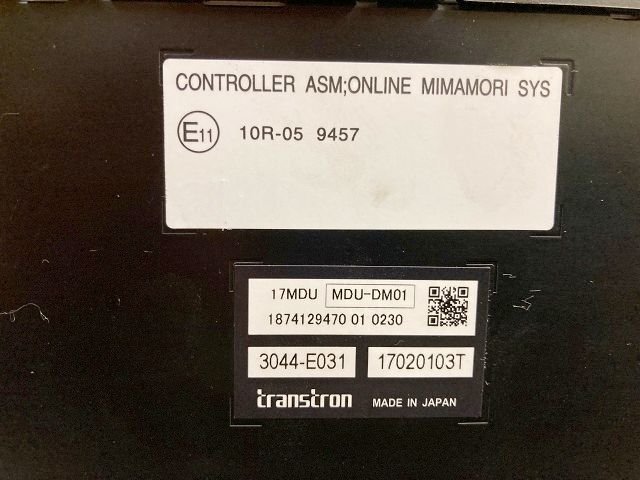 CONTROLLER ASM;ONLINE MIMAMORI SYS
E11 10R-05 9457
17MDU MDU-DM01
1874129470 01 0230
3044-E031 17020103T
transtron MADE IN JAPAN